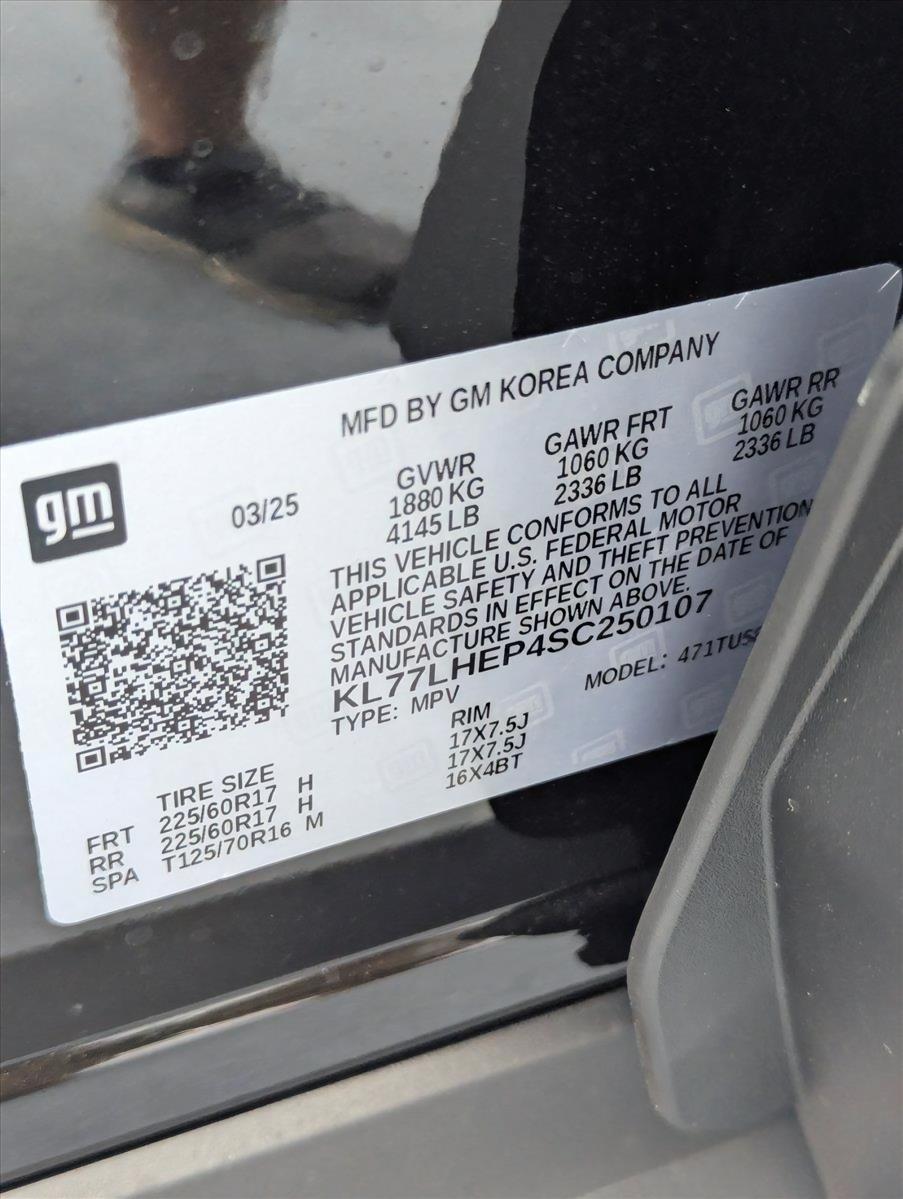 MFD BY GM KOREA COMPANY
gm
03/25
GVWR
1880 KG
4145 LB
GAWR FRT
1060 KG
2336 LB
GAWR RR
1060 KG
2336 LB
THIS VEHICLE CONFORMS TO ALL
APPLICABLE U.S. FEDERAL MOTOR
VEHICLE SAFETY AND THEFT PREVENTION
STANDARDS IN EFFECT ON THE DATE OF
MANUFACTURE SHOWN ABOVE.
KL77LHEP4SC250107
TYPE: MPV
MODEL:
TIRE SIZE RIM
FRT 225/60R17 H 17X7.5J
RR 225/60R17 H 17X7.5J
SPA T125/70R16 M 16X4BT